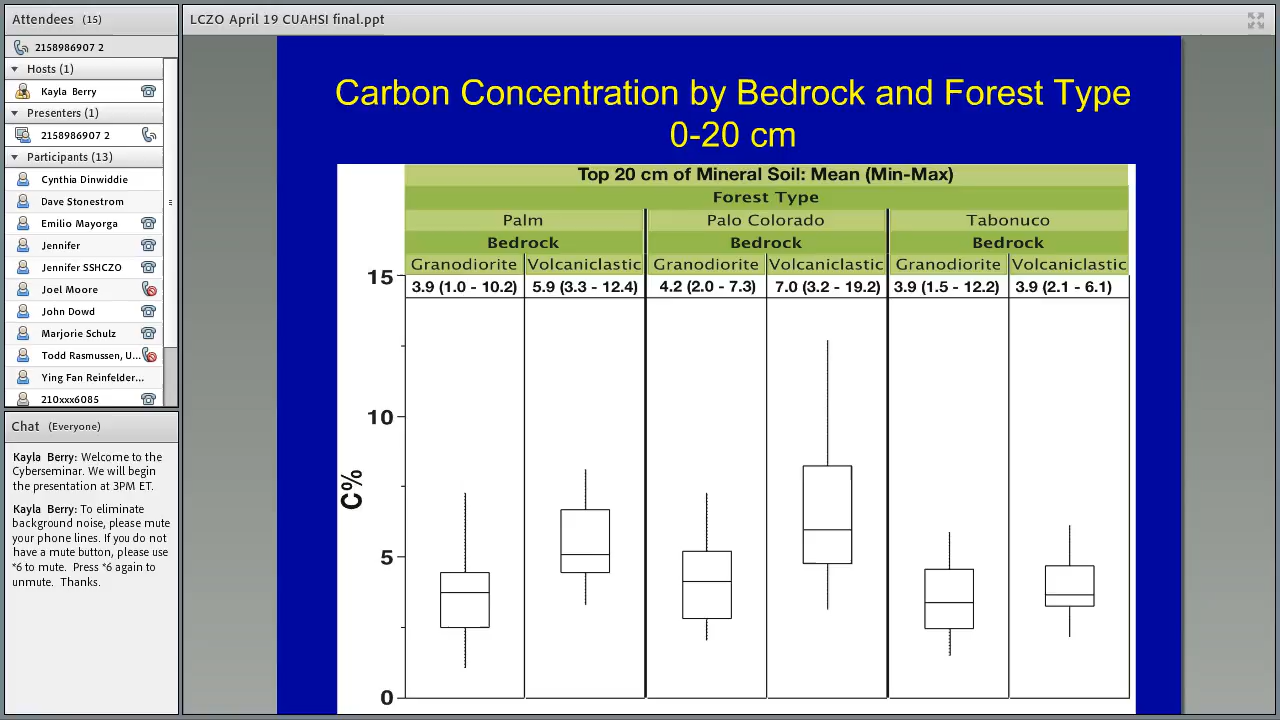 Attendees (15)
2158986907 2
Hosts (1)
Kayla Berry
Presenters (1)
2158986907 2
Participants (13)
Cynthia Dinwiddie
Dave Stonestrom
Emilio Mayorga
Jennifer
Jennifer SSHCZO
Joel Moore
John Dowd
Marjorie Schulz
Todd Rasmussen, U...
Ying Fan Reinfelder...
210xxx6085
Chat (Everyone)
Kayla Berry: Welcome to the
Cyberseminar. We will begin
the presentation at 3PM ET.
Kayla Berry: To eliminate
background noise, please mute
your phone lines. If you do not
have a mute button, please use
*6 to mute. Press *6 again to
unmute. Thanks.
LCZO April 19 CUAHSI final.ppt
Carbon Concentration by Bedrock and Forest Type
0-20 cm
Top 20 cm of Mineral Soil: Mean (Min-Max)
Forest Type
Palm Palo Colorado Tabonuco
Bedrock Bedrock Bedrock
Granodiorite Volcaniclastic Granodiorite Volcaniclastic Granodiorite Volcaniclastic
15 3.9 (1.0 - 10.2) 5.9 (3.3 - 12.4) 4.2 (2.0 - 7.3) 7.0 (3.2 - 19.2) 3.9 (1.5 - 12.2) 3.9 (2.1 - 6.1)
10
C%
5
0